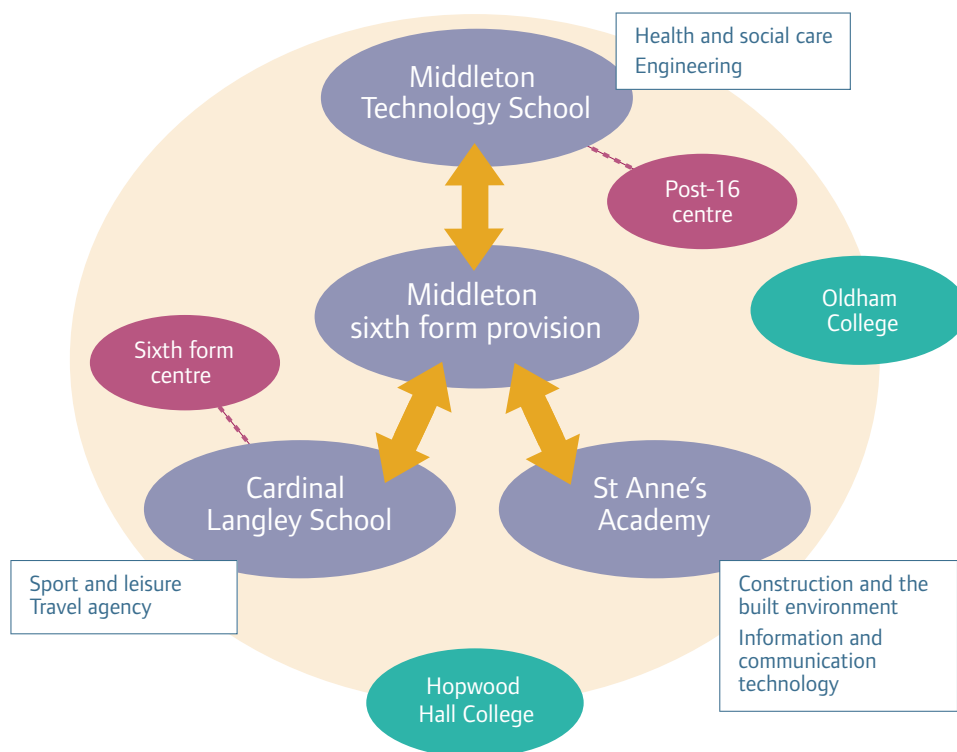 Health and social care
Engineering
Middleton
Technology School
Post-16
centre
Oldham
College
Middleton
sixth form provision
Sixth form
centre
Cardinal
Langley School
St Anne's
Academy
Sport and leisure
Travel agency
Construction and the
built environment
Information and
communication
technology
Hopwood
Hall College